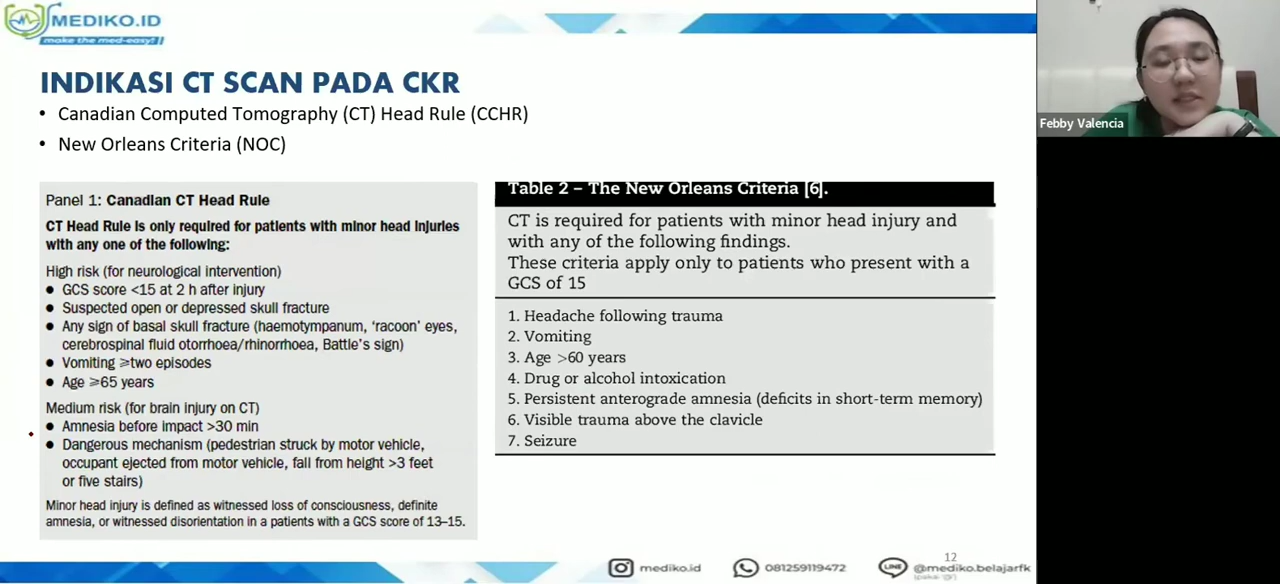 MEDIKO.ID
make the med-easy!
INDIKASI CT SCAN PADA CKR
• Canadian Computed Tomography (CT) Head Rule (CCHR)
• New Orleans Criteria (NOC)
Panel 1: Canadian CT Head Rule
CT Head Rule is only required for patients with minor head injuries
with any one of the following:
High risk (for neurological intervention)
● GCS score <15 at 2 h after injury
● Suspected open or depressed skull fracture
● Any sign of basal skull fracture (haemotympanum, ‘racoon’ eyes,
cerebrospinal fluid otorrhoea/rhinorrhoea, Battle’s sign)
● Vomiting ≥two episodes
● Age ≥65 years
Medium risk (for brain injury on CT)
● Amnesia before impact >30 min
● Dangerous mechanism (pedestrian struck by motor vehicle,
occupant ejected from motor vehicle, fall from height >3 feet
or five stairs)
Minor head injury is defined as witnessed loss of consciousness, definite
amnesia, or witnessed disorientation in a patients with a GCS score of 13–15.
Table 2 – The New Orleans Criteria [6].
CT is required for patients with minor head injury and
with any of the following findings.
These criteria apply only to patients who present with a
GCS of 15
1. Headache following trauma
2. Vomiting
3. Age >60 years
4. Drug or alcohol intoxication
5. Persistent anterograde amnesia (deficits in short-term memory)
6. Visible trauma above the clavicle
7. Seizure
Febby Valencia
12
mediko.id
081259119472
LINE
@mediko.belajarfk
(pakai '@')